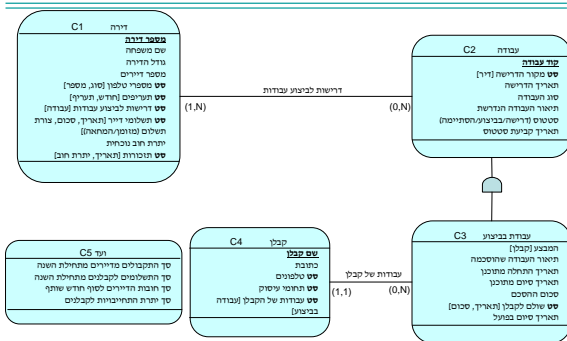 דירה C1
מספר דירה
שם משפחה
גודל הדירה
מספר דיירים
סט מספרי טלפון [סוג, מספר]
סט תעריפים [חודש, תעריף]
סט דרישות לביצוע עבודות [עבודה]
סט תשלומי דייר [תאריך, סכום, צורת
תשלום (מזומן/המחאה)]
יתרת חוב נוכחית
סט תזכורות [תאריך, יתרת חוב]
דרישות לביצוע עבודות
(1,N)
(0,N)
עבודה C2
קוד עבודה
סט מקור הדרישה [דיר]
תאריך הדרישה
סוג העבודה
תיאור העבודה הנדרשת
סטטוס (דרישה/בביצוע/הסתיימה)
תאריך קביעת סטטוס
עבודת בביצוע C3
המבצע [קבלן]
תיאור העבודה שהוסכמה
תאריך התחלה מתוכנן
תאריך סיום מתוכנן
סכום ההסכם
סט שולם לקבלן [תאריך, סכום]
תאריך סיום בפועל
עבודות של קבלן
(1,1)
(0,N)
קבלן C4
שם קבלן
כתובת
סט טלפונים
סט תחומי עיסוק
סט עבודות של הקבלן [עבודה
בביצוע]
ועד C5
סך התקבולים מדיירים מתחילת השנה
סך התשלומים לקבלנים מתחילת השנה
סך חובות הדיירים לסוף חודש שותף
סך יתרת התחייבויות לקבלנים